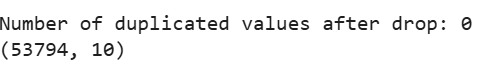 Number of duplicated values after drop: 0
(53794, 10)